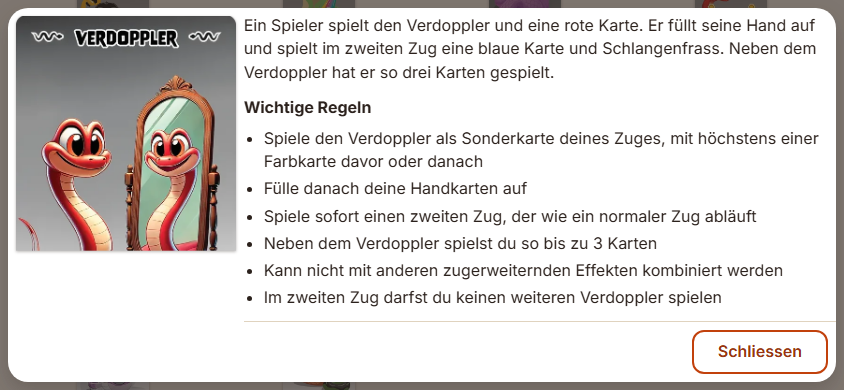 VERDOPPLER
Ein Spieler spielt den Verdoppler und eine rote Karte. Er füllt seine Hand auf
und spielt im zweiten Zug eine blaue Karte und Schlangenfrass. Neben dem
Verdoppler hat er so drei Karten gespielt.
Wichtige Regeln
• Spiele den Verdoppler als Sonderkarte deines Zuges, mit höchstens einer
Farbkarte davor oder danach
• Fülle danach deine Handkarten auf
• Spiele sofort einen zweiten Zug, der wie ein normaler Zug abläuft
• Neben dem Verdoppler spielst du so bis zu 3 Karten
• Kann nicht mit anderen zugerweiternden Effekten kombiniert werden
• Im zweiten Zug darfst du keinen weiteren Verdoppler spielen
Schliessen